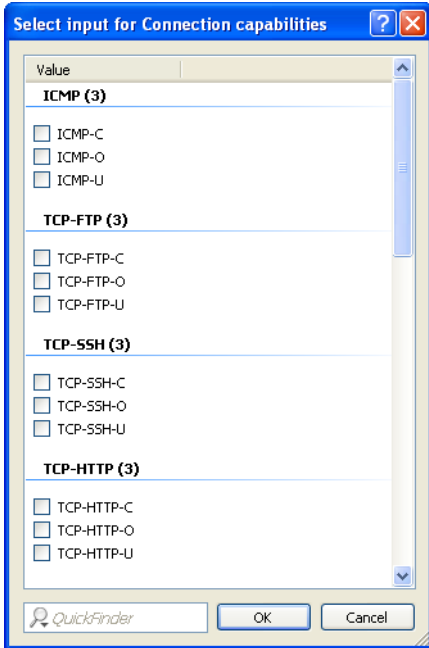 Select input for Connection capabilities
Value
ICMP (3)
ICMP-C
ICMP-O
ICMP-U
TCP-FTP (3)
TCP-FTP-C
TCP-FTP-O
TCP-FTP-U
TCP-SSH (3)
TCP-SSH-C
TCP-SSH-O
TCP-SSH-U
TCP-HTTP (3)
TCP-HTTP-C
TCP-HTTP-O
TCP-HTTP-U
QuickFinder OK Cancel